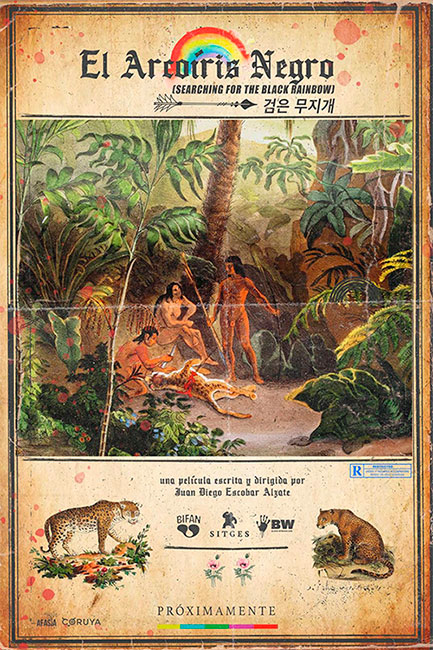 El Arcoíris Negro
(SEARCHING FOR THE BLACK RAINBOW)
검은 무지개
R
una película escrita y dirigida por
Juan Diego Escobar Alzate
BIFAN
SITGES
BW
AFASIA CORUYA
PRÓXIMAMENTE